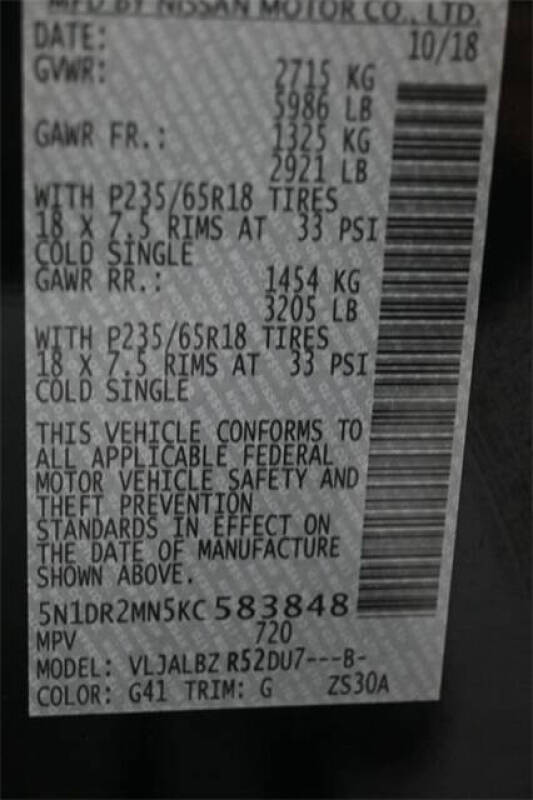 MFD BY NISSAN MOTOR CO., LTD.
DATE: 10/18
GVWR: 2715 KG
5986 LB
GAWR FR.: 1325 KG
2921 LB
WITH P235/65R18 TIRES
18 X 7.5 RIMS AT 33 PSI
COLD SINGLE
GAWR RR.: 1454 KG
3205 LB
WITH P235/65R18 TIRES
18 X 7.5 RIMS AT 33 PSI
COLD SINGLE
THIS VEHICLE CONFORMS TO
ALL APPLICABLE FEDERAL
MOTOR VEHICLE SAFETY AND
THEFT PREVENTION
STANDARDS IN EFFECT ON
THE DATE OF MANUFACTURE
SHOWN ABOVE.
5N1DR2MN5KC583848
MPV 720
MODEL: VLJALBZ R52DU7---B-
COLOR: G41 TRIM: G ZS30A